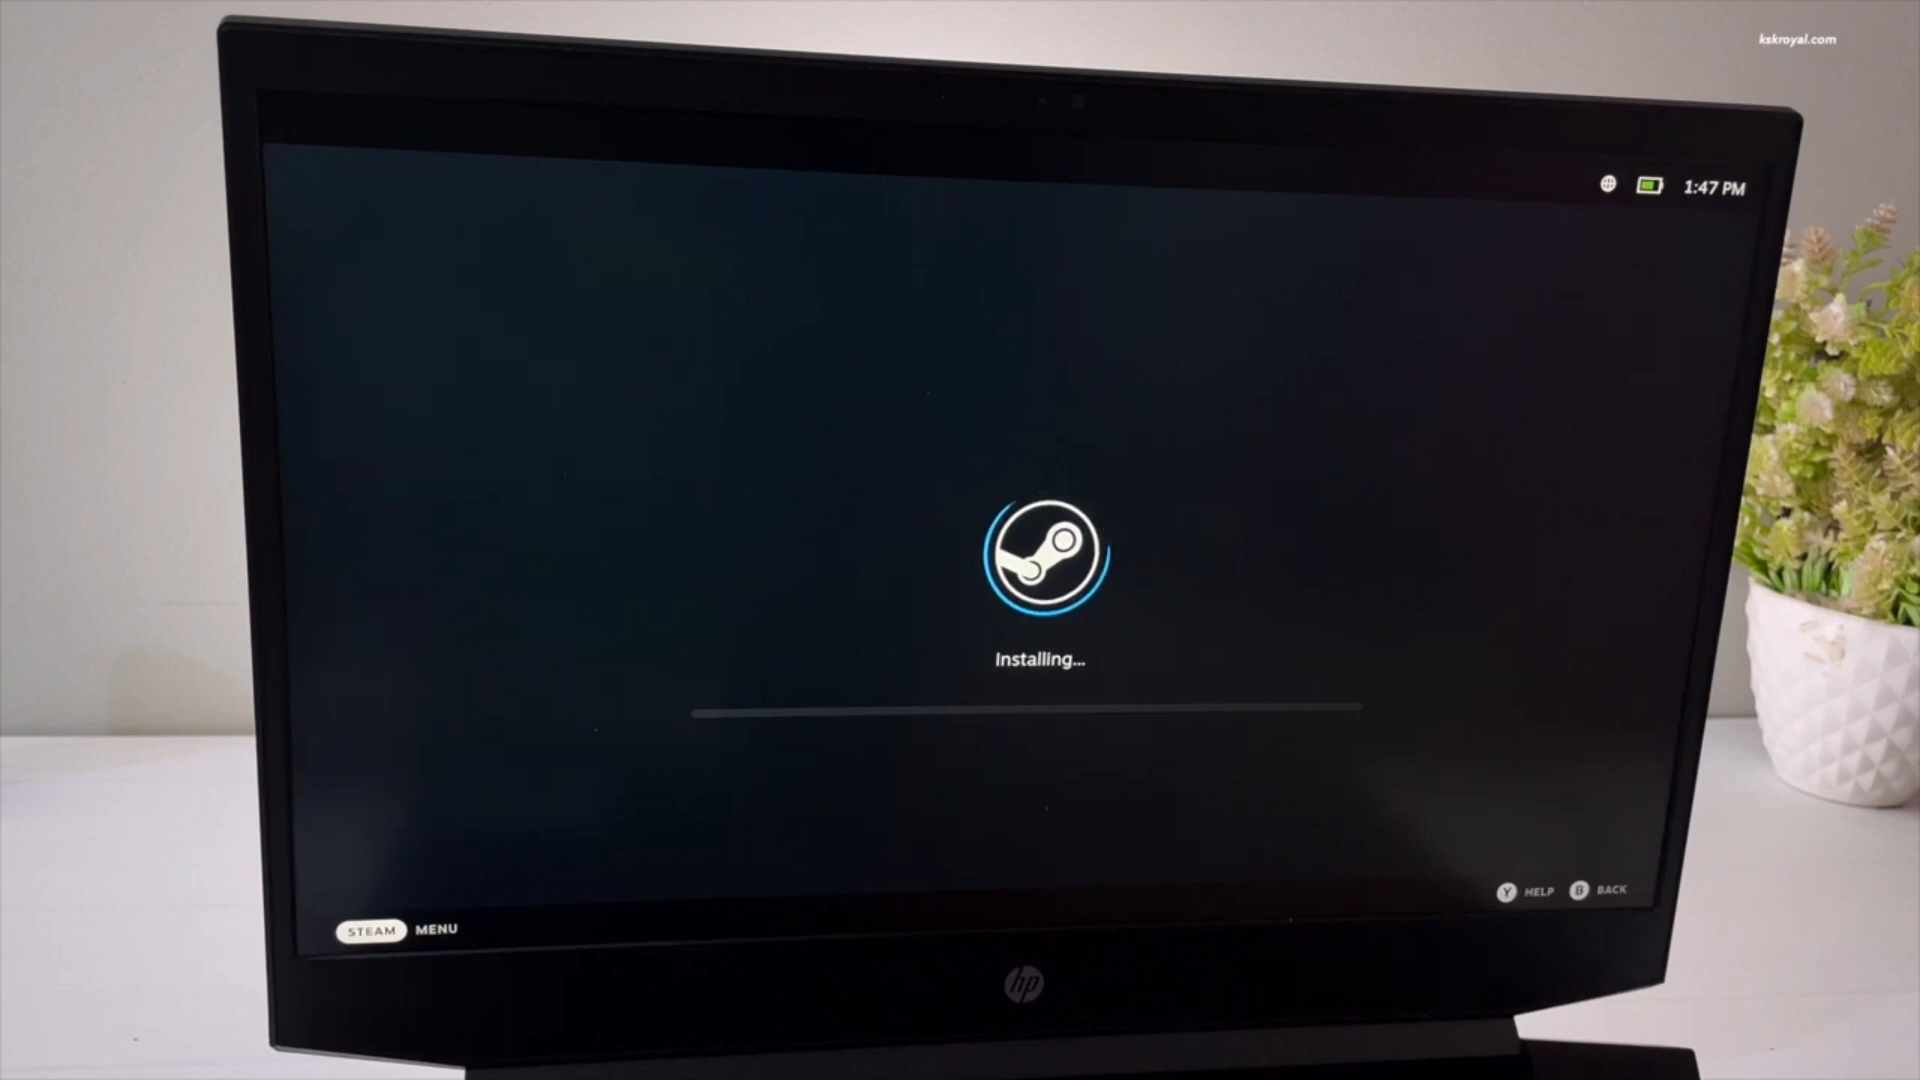 kskroyal.com
1:47 PM
Installing...
Y HELP B BACK
STEAM MENU
hp